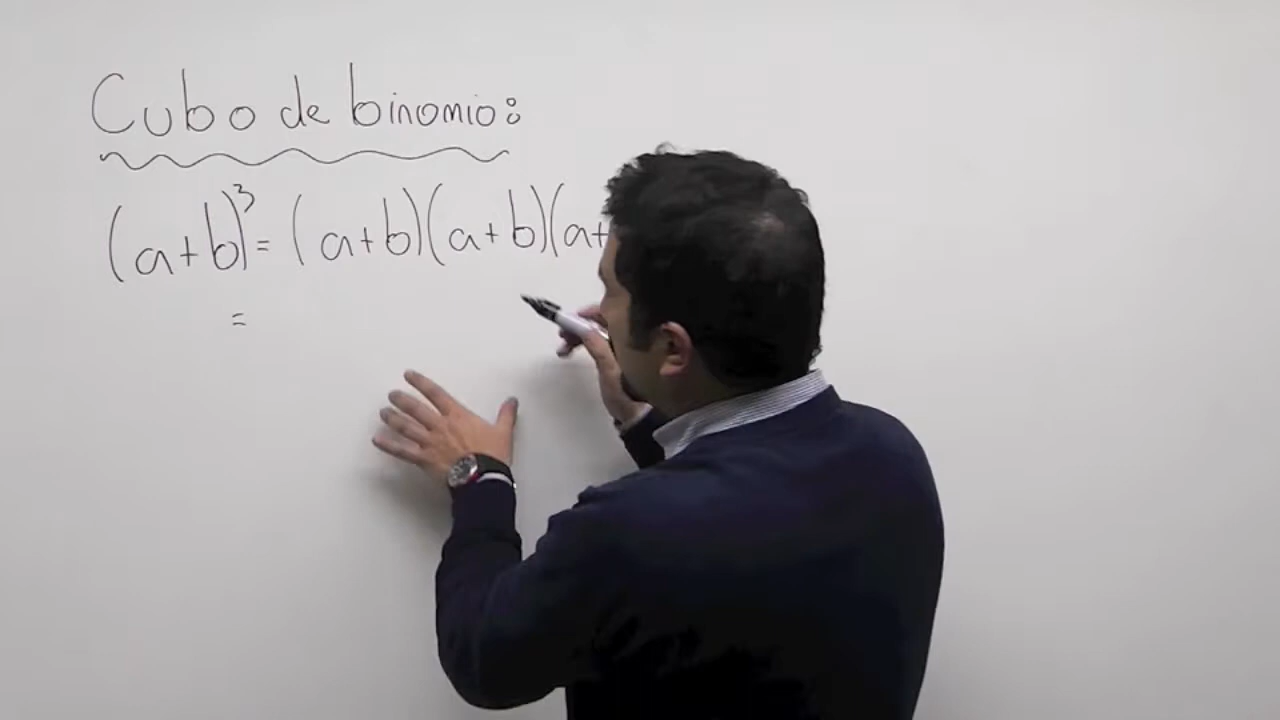 Cubo de binomio:
(a+b)³ = (a+b)(a+b)(a+
=